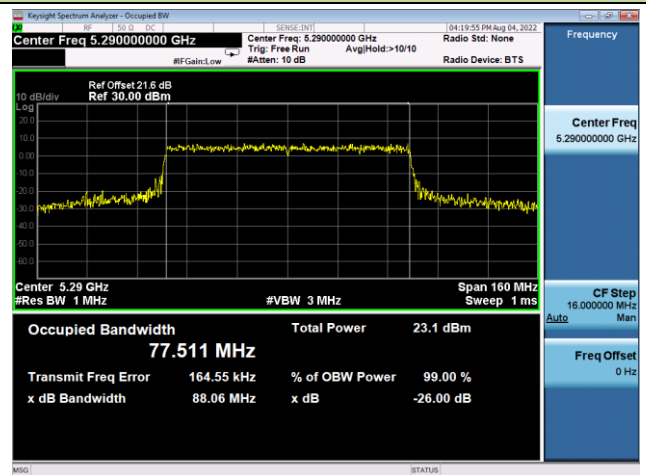 Keysight Spectrum Analyzer - Occupied BW
RF 50 Ω DC SENSE:INT 04:19:55 PM Aug 04, 2022
Center Freq 5.290000000 GHz Center Freq: 5.290000000 GHz Radio Std: None Frequency
Trig: Free Run Avg|Hold:>10/10
#IFGain:Low #Atten: 10 dB Radio Device: BTS
Ref Offset 21.6 dB
10 dB/div Ref 30.00 dBm
Log
20.0
10.0
0.00
-10.0
-20.0
-30.0
-40.0
-50.0
-60.0
Center Freq
5.290000000 GHz
Center 5.29 GHz Span 160 MHz
#Res BW 1 MHz #VBW 3 MHz Sweep 1 ms
CF Step
16.000000 MHz
Auto Man
Occupied Bandwidth Total Power 23.1 dBm
77.511 MHz
Freq Offset
0 Hz
Transmit Freq Error 164.55 kHz % of OBW Power 99.00 %
x dB Bandwidth 88.06 MHz x dB -26.00 dB
MSG STATUS